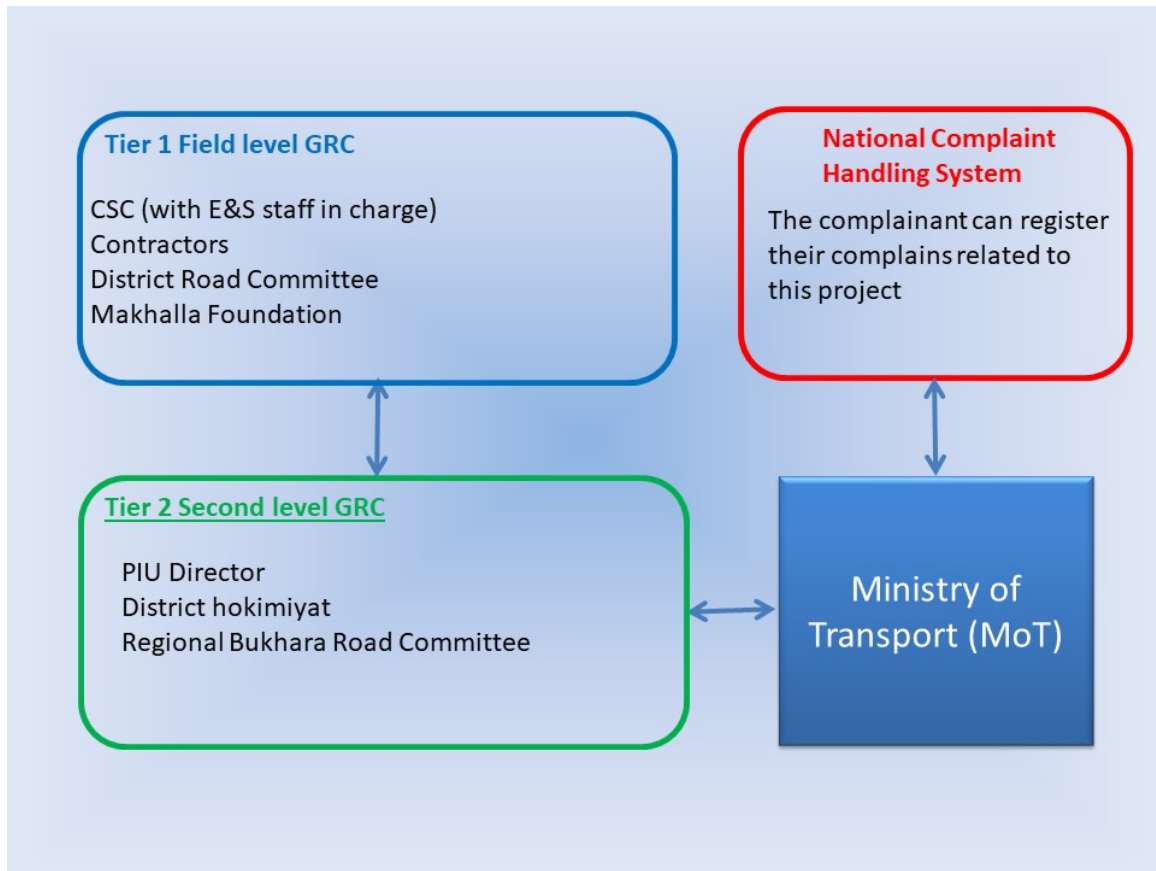 Tier 1 Field level GRC
CSC (with E&S staff in charge)
Contractors
District Road Committee
Makhalla Foundation
National Complaint
Handling System
The complainant can register
their complains related to
this project
Tier 2 Second level GRC
PIU Director
District hokimiyat
Regional Bukhara Road Committee
Ministry of
Transport (MoT)